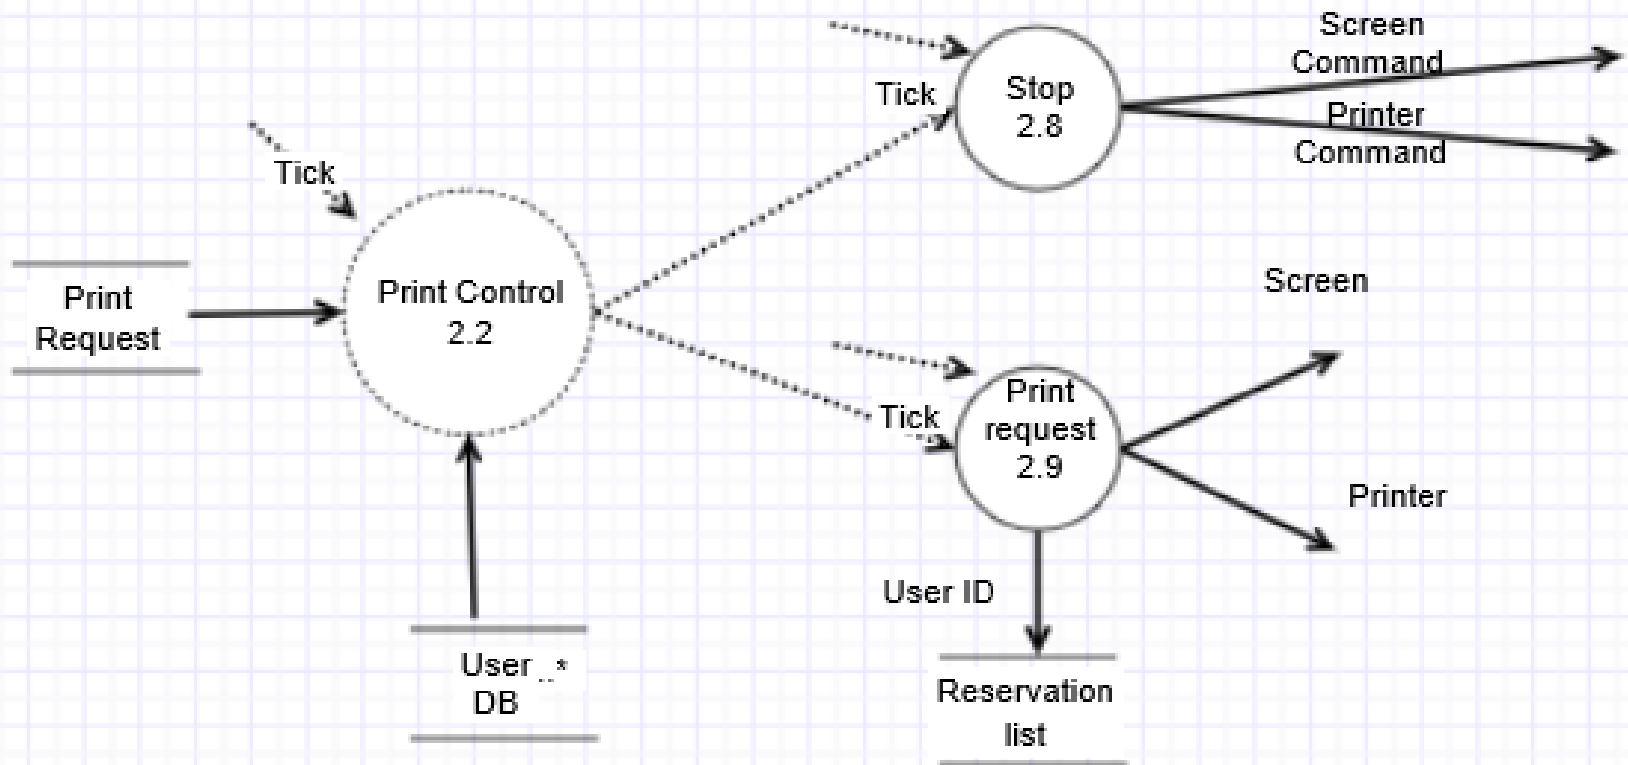 Screen
Command
Printer
Command
Tick
Stop
2.8
Tick
Print Control
2.2
Print
Request
Screen
Tick
Print
request
2.9
Printer
User ID
User ..*
DB
Reservation
list